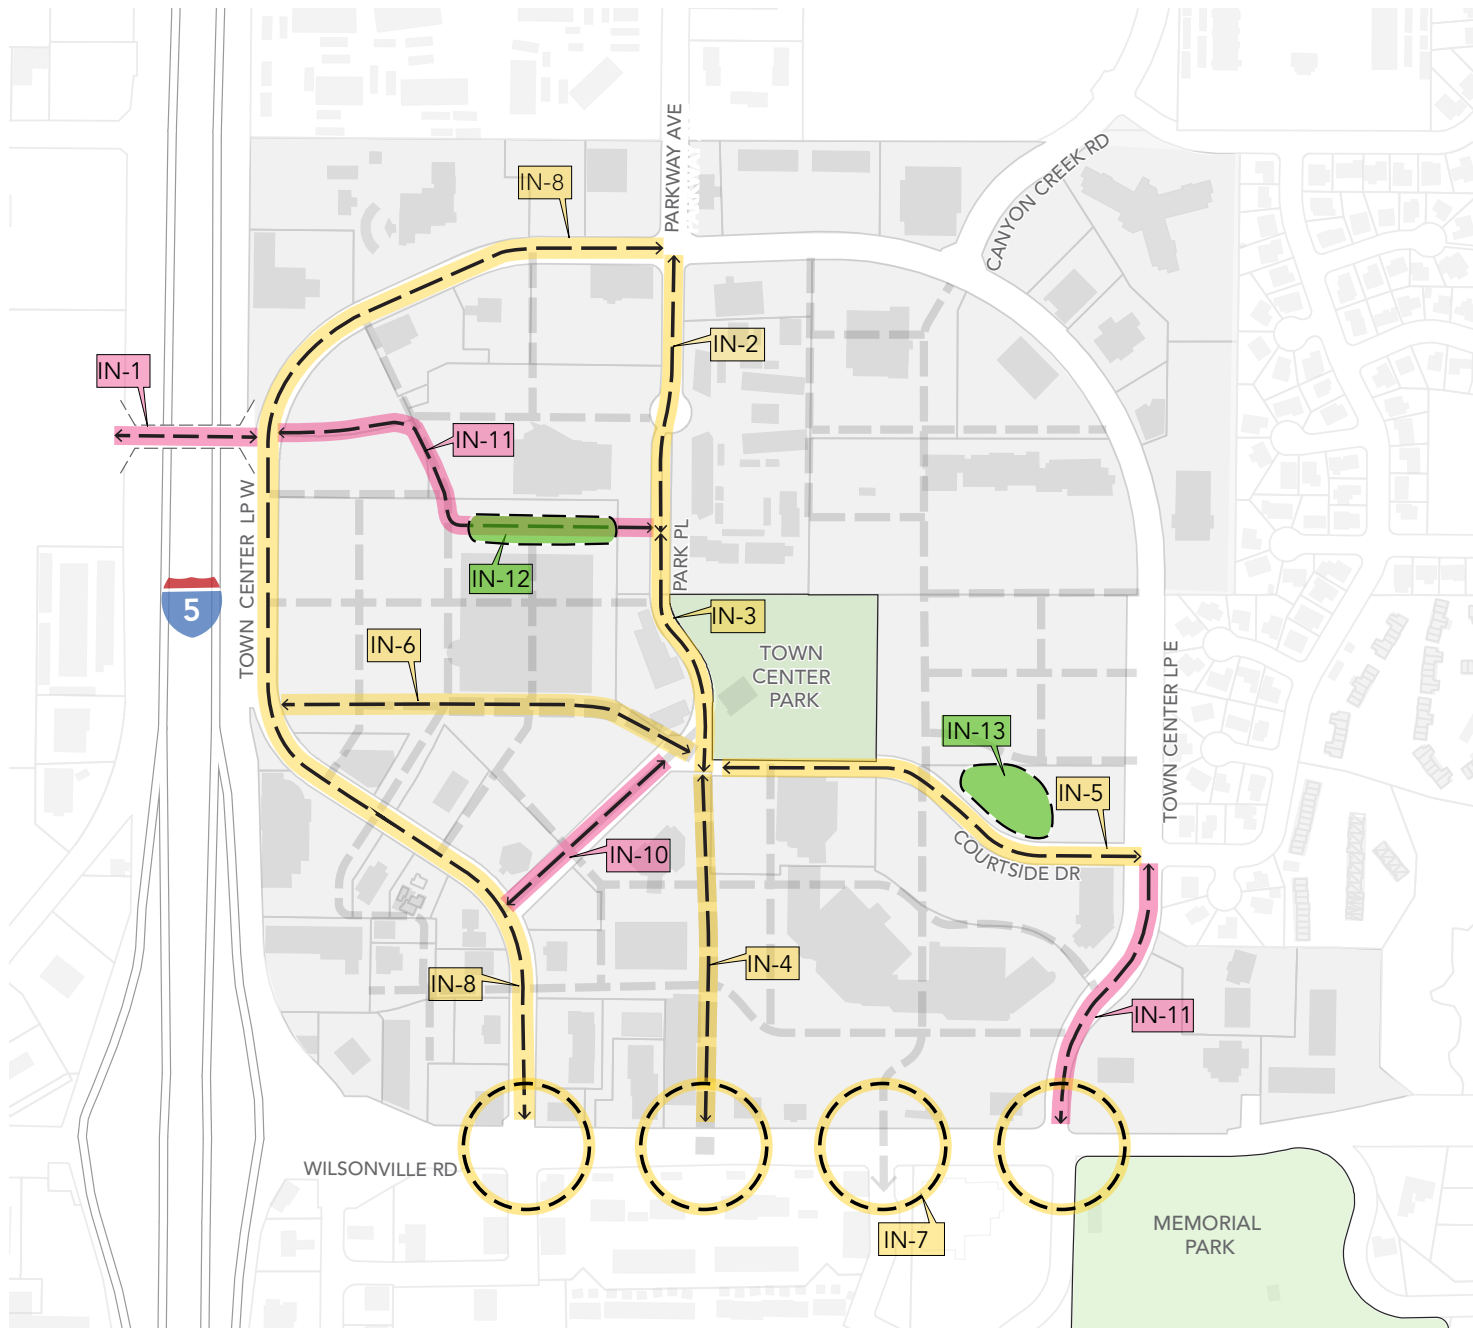 PARKWAY AVE
CANYON CREEK RD
IN-8
IN-2
IN-1
IN-11
TOWN CENTER LP W
PARK PL
IN-12
5
IN-3
IN-6
TOWN
CENTER
PARK
TOWN CENTER LP E
IN-13
IN-5
COURTSIDE DR
IN-10
IN-4
IN-8
IN-11
WILSONVILLE RD
IN-7
MEMORIAL
PARK